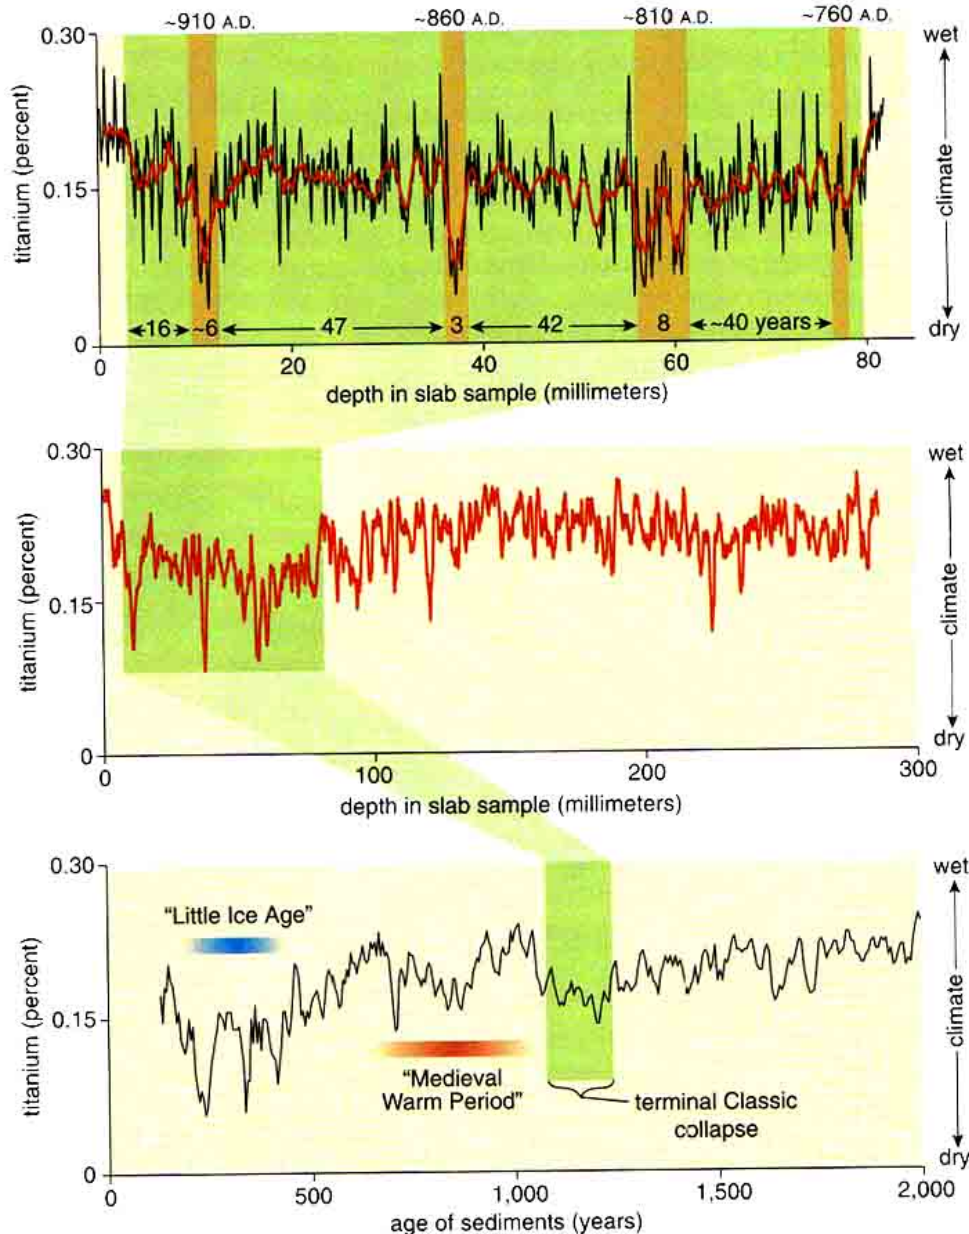 ~910 A.D. ~860 A.D. ~810 A.D. ~760 A.D.
0.30
wet
titanium (percent)
0.15
climate
16 ~6 47 3 42 8 ~40 years
0
dry
0 20 40 60 80
depth in slab sample (millimeters)
0.30
wet
titanium (percent)
0.15
climate
0
dry
0 100 200 300
depth in slab sample (millimeters)
0.30
wet
"Little Ice Age"
titanium (percent)
0.15
climate
"Medieval
Warm Period"
terminal Classic
collapse
0
dry
0 500 1,000 1,500 2,000
age of sediments (years)